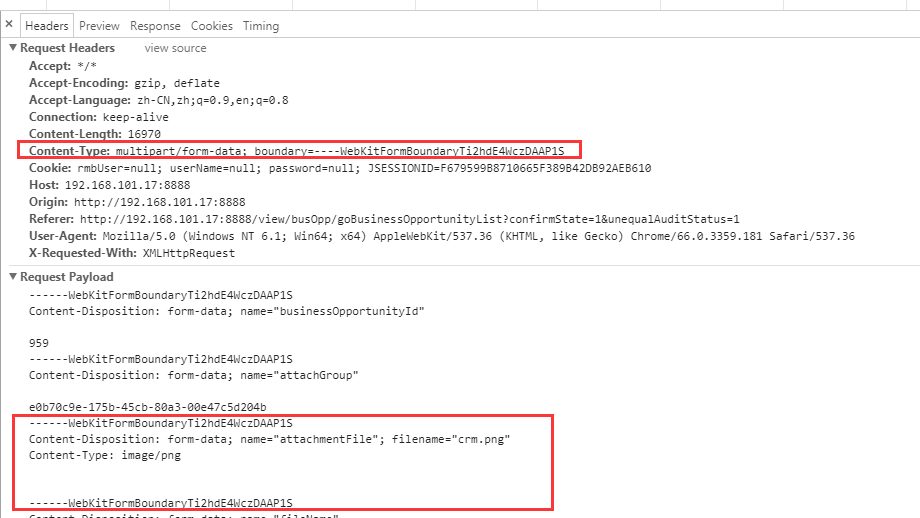 × Headers Preview Response Cookies Timing
▼ Request Headers view source
Accept: */*
Accept-Encoding: gzip, deflate
Accept-Language: zh-CN,zh;q=0.9,en;q=0.8
Connection: keep-alive
Content-Length: 16970
Content-Type: multipart/form-data; boundary=----WebKitFormBoundaryTi2hdE4WczDAAP1S
Cookie: rmbUser=null; userName=null; password=null; JSESSIONID=F679599B8710665F389B42DB92AEB610
Host: 192.168.101.17:8888
Origin: http://192.168.101.17:8888
Referer: http://192.168.101.17:8888/view/busOpp/goBusinessOpportunityList?confirmState=1&unequalAuditStatus=1
User-Agent: Mozilla/5.0 (Windows NT 6.1; Win64; x64) AppleWebKit/537.36 (KHTML, like Gecko) Chrome/66.0.3359.181 Safari/537.36
X-Requested-With: XMLHttpRequest
▼ Request Payload
------WebKitFormBoundaryTi2hdE4WczDAAP1S
Content-Disposition: form-data; name="businessOpportunityId"
959
------WebKitFormBoundaryTi2hdE4WczDAAP1S
Content-Disposition: form-data; name="attachGroup"
e0b70c9e-175b-45cb-80a3-00e47c5d204b
------WebKitFormBoundaryTi2hdE4WczDAAP1S
Content-Disposition: form-data; name="attachmentFile"; filename="crm.png"
Content-Type: image/png
------WebKitFormBoundaryTi2hdE4WczDAAP1S
Content-Disposition: form-data; name="fileName"